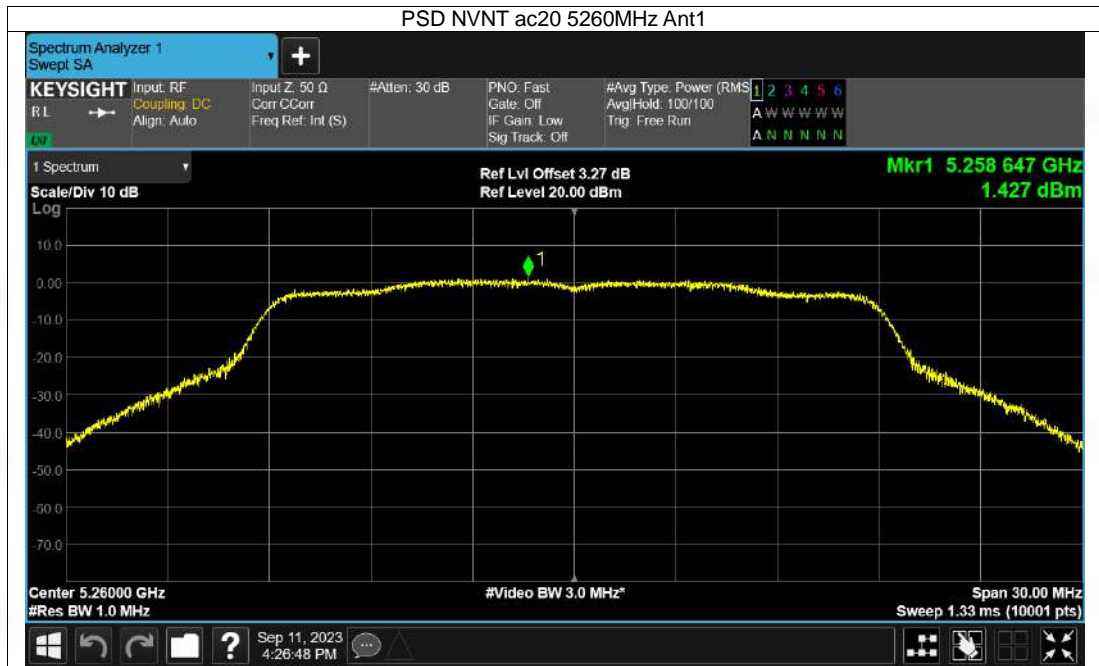 PSD NVNT ac20 5260MHz Ant1
Spectrum Analyzer 1
Swept SA
KEYSIGHT Input: RF Input Z: 50 Ω #Atten: 30 dB PNO: Fast #Avg Type: Power (RMS 1 2 3 4 5 6
RL Coupling: DC Corr CCorr Gate: Off Avg|Hold: 100/100 A W W W W W
Align: Auto Freq Ref: Int (S) IF Gain: Low Trig: Free Run
Sig Track: Off A N N N N N
LXI
1 Spectrum Ref Lvl Offset 3.27 dB Mkr1 5.258 647 GHz
Scale/Div 10 dB Ref Level 20.00 dBm 1.427 dBm
Log
10.0
1
0.00
-10.0
-20.0
-30.0
-40.0
-50.0
-60.0
-70.0
Center 5.26000 GHz #Video BW 3.0 MHz* Span 30.00 MHz
#Res BW 1.0 MHz Sweep 1.33 ms (10001 pts)
? Sep 11, 2023
4:26:48 PM